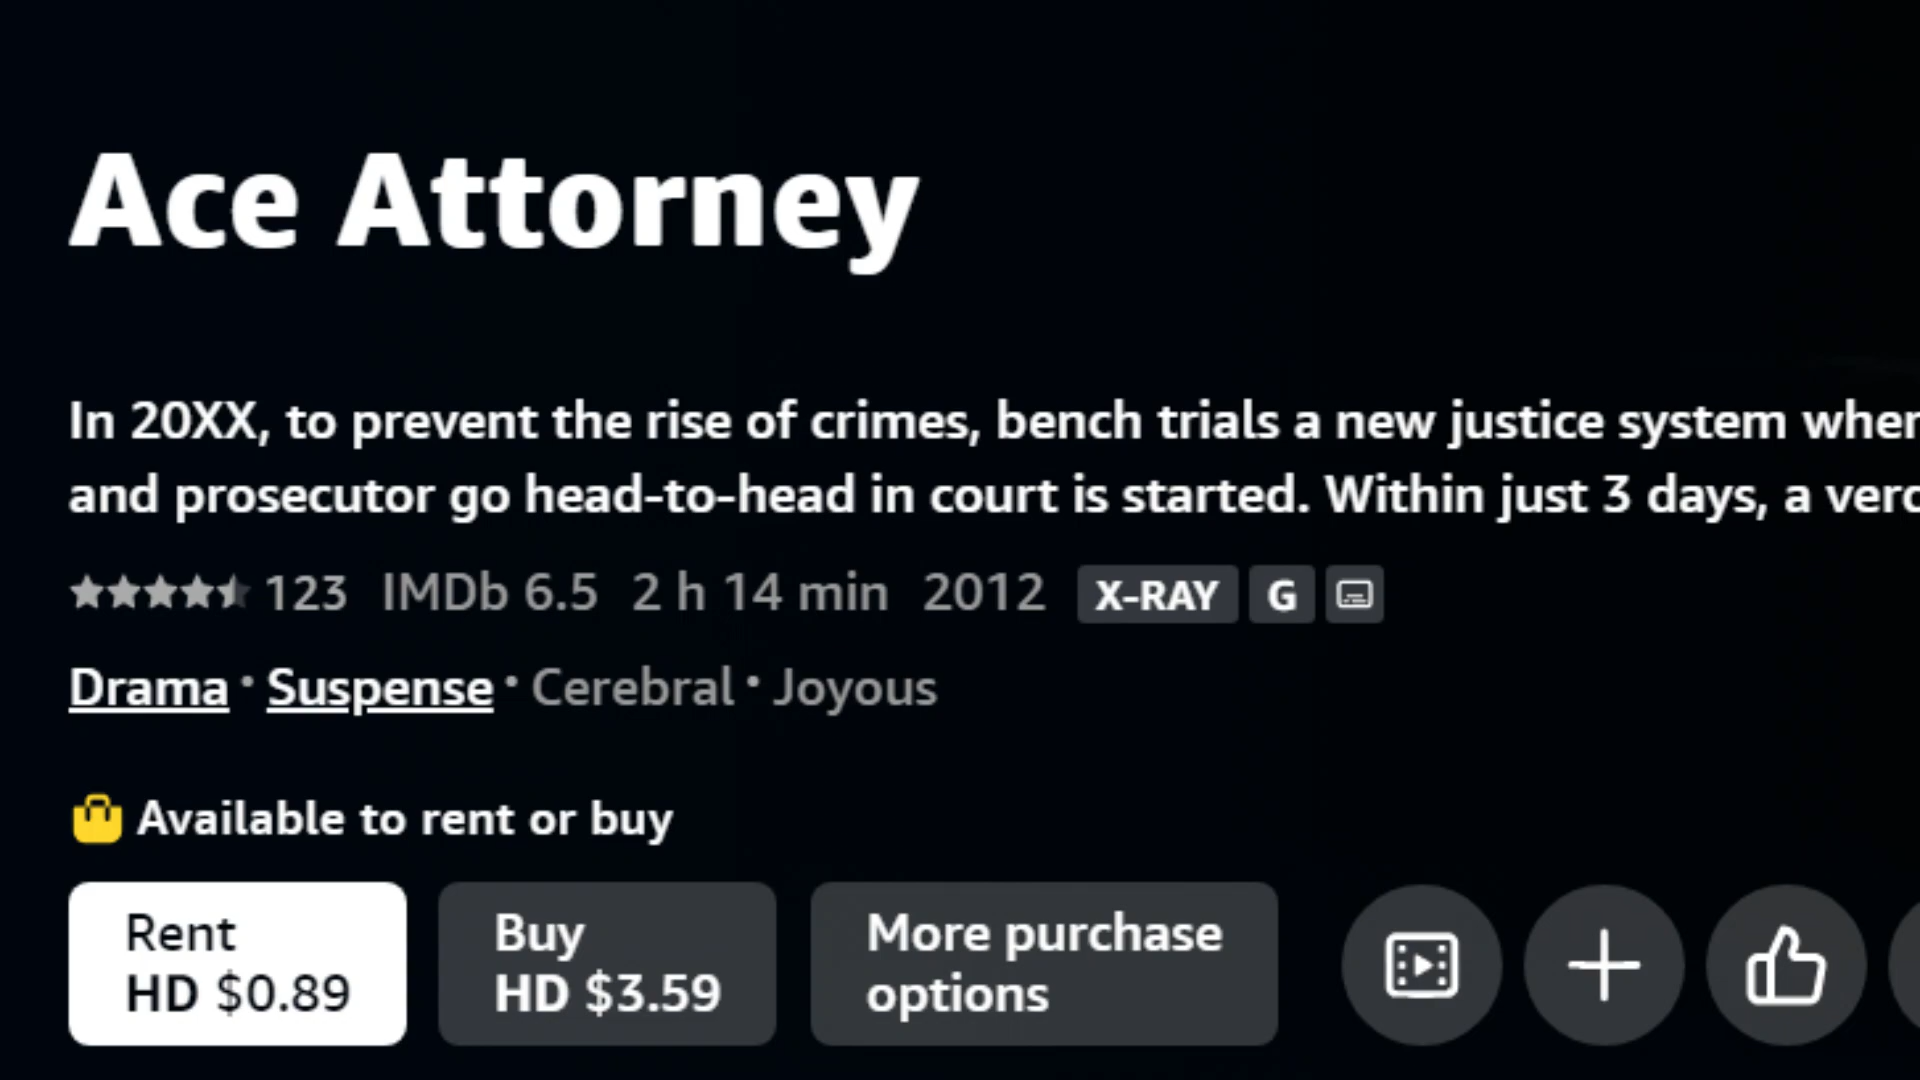 Ace Attorney
In 20XX, to prevent the rise of crimes, bench trials a new justice system
and prosecutor go head-to-head in court is started. Within just 3 days, a
123 IMDb 6.5 2 h 14 min 2012 X-RAY G
Drama • Suspense • Cerebral • Joyous
Available to rent or buy
Rent
HD $0.89
Buy
HD $3.59
More purchase
options